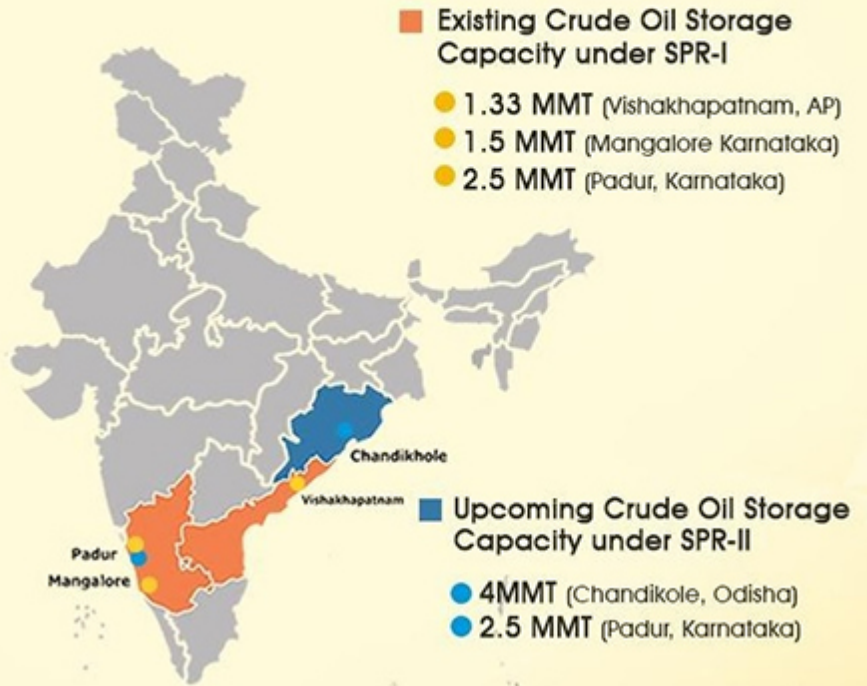 Existing Crude Oil Storage
Capacity under SPR-I
1.33 MMT (Vishakhapatnam, AP)
1.5 MMT (Mangalore Karnataka)
2.5 MMT (Padur, Karnataka)
Chandikhole
Vishakhapatnam
Padur
Mangalore
Upcoming Crude Oil Storage
Capacity under SPR-II
4MMT (Chandikole, Odisha)
2.5 MMT (Padur, Karnataka)